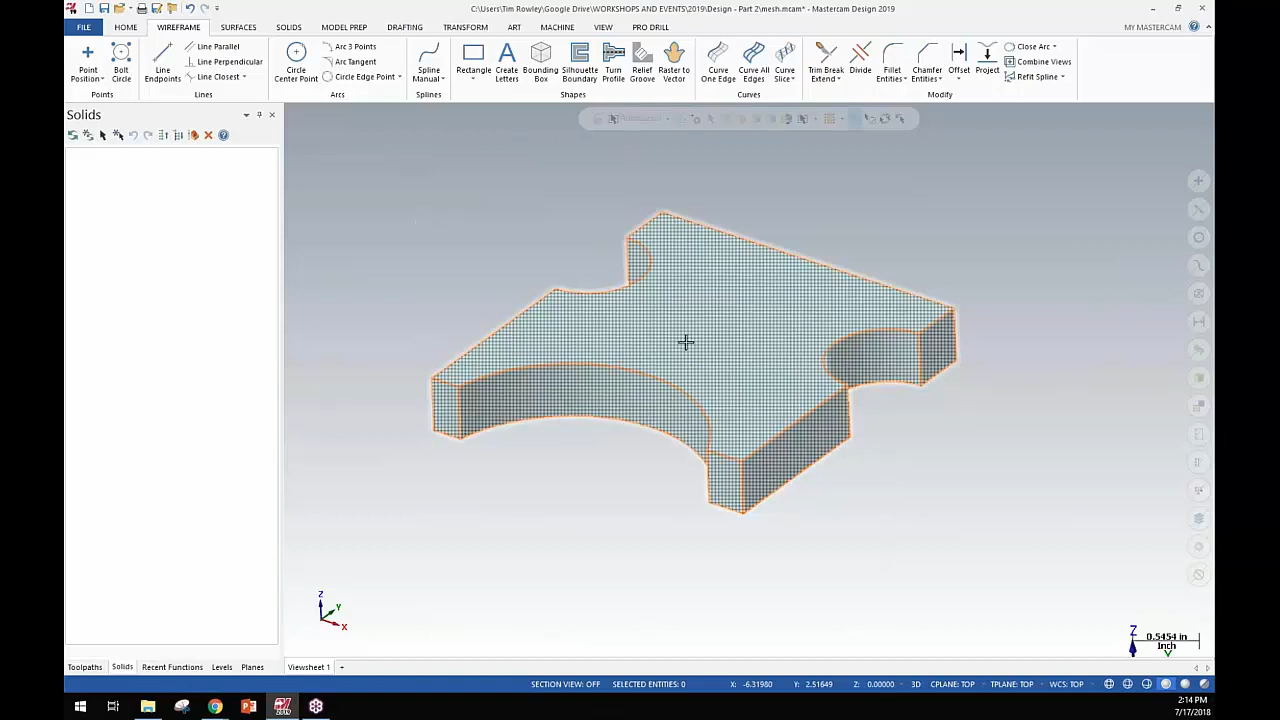 C:\Users\Tim Rowley\Google Drive\WORKSHOPS AND EVENTS\2019\Design - Part 2\mesh.mcam* - Mastercam Design 2019
FILE HOME WIREFRAME SURFACES SOLIDS MODEL PREP DRAFTING TRANSFORM ART MACHINE VIEW PRO DRILL MY MASTERCAM
Point Position
Bolt Circle
Points
Line Endpoints
Line Parallel
Line Perpendicular
Line Closest
Lines
Circle Center Point
Arc 3 Points
Arc Tangent
Circle Edge Point
Arcs
Spline Manual
Splines
Rectangle
Create Letters
Bounding Box
Silhouette Boundary
Turn Profile
Relief Groove
Raster to Vector
Shapes
Curve One Edge
Curve All Edges
Curve Slice
Curves
Trim Break Extend
Divide
Fillet Entities
Chamfer Entities
Offset
Project
Close Arc
Combine Views
Refit Spline
Modify
Solids
Z
Y
X
Z
0.5454 in
Inch
Y
Toolpaths Solids Recent Functions Levels Planes
Viewsheet 1 +
SECTION VIEW: OFF SELECTED ENTITIES: 0 X: -6.31980 Y: 2.51649 Z: 0.00000 3D CPLANE: TOP TPLANE: TOP WCS: TOP
2019
2:14 PM
7/17/2018